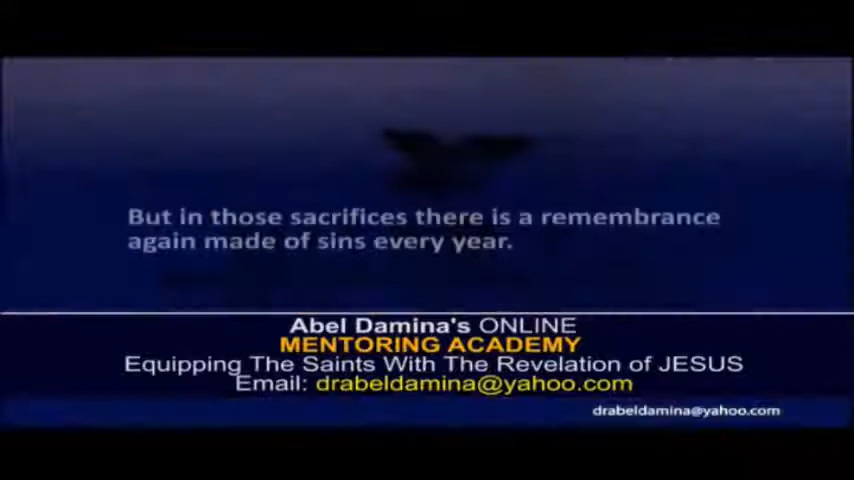 But in those sacrifices there is a remembrance
again made of sins every year.
Abel Damina's ONLINE
MENTORING ACADEMY
Equipping The Saints With The Revelation of JESUS
Email: drabeldamina@yahoo.com
drabeldamina@yahoo.com